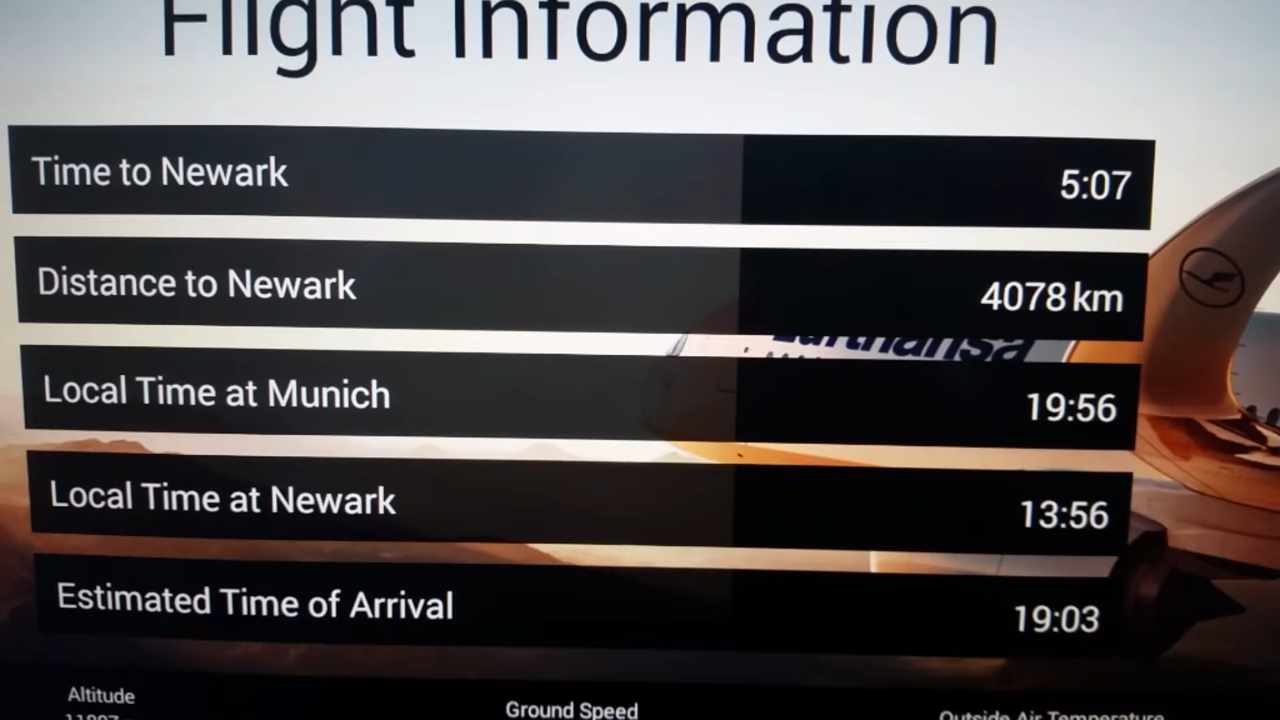 Flight Information
Time to Newark 5:07
Distance to Newark 4078 km
Lufthansa
Local Time at Munich 19:56
Local Time at Newark 13:56
Estimated Time of Arrival 19:03
Altitude Ground Speed Outside Air Temperature